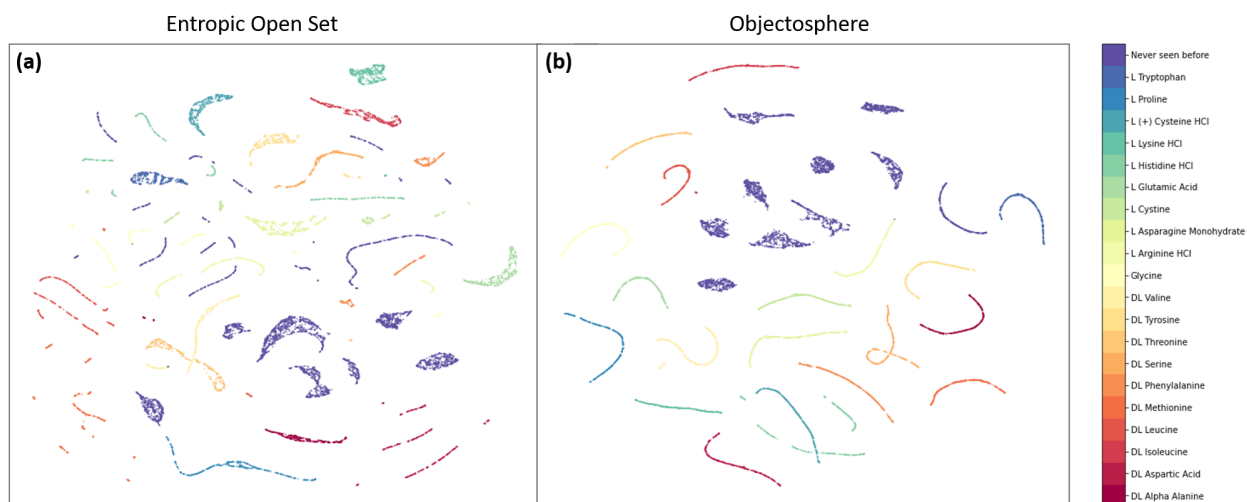 Entropic Open Set
Objectosphere
(a)
(b)
Never seen before
L Tryptophan
L Proline
L (+) Cysteine HCl
L Lysine HCl
L Histidine HCl
L Glutamic Acid
L Cystine
L Asparagine Monohydrate
L Arginine HCl
Glycine
DL Valine
DL Tyrosine
DL Threonine
DL Serine
DL Phenylalanine
DL Methionine
DL Leucine
DL Isoleucine
DL Aspartic Acid
DL Alpha Alanine